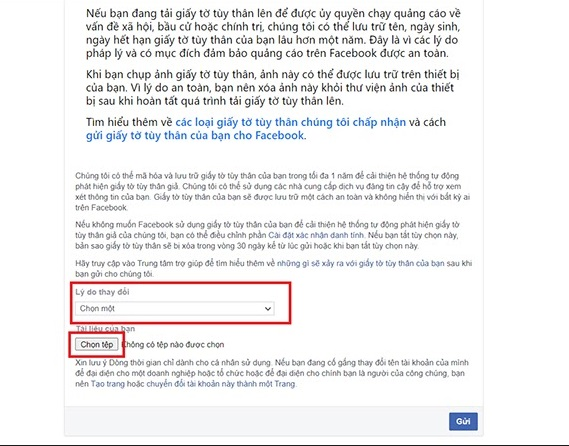 Nếu bạn đang tải giấy tờ tùy thân lên để được ủy quyền chạy quảng cáo về
vấn đề xã hội, bầu cử hoặc chính trị, chúng tôi có thể lưu trữ tên, ngày sinh,
ngày hết hạn giấy tờ tùy thân của bạn lâu hơn một năm. Đây là vì các lý do
pháp lý và có mục đích đảm bảo quảng cáo trên Facebook được an toàn.
Khi bạn chụp ảnh giấy tờ tùy thân, ảnh này có thể được lưu trữ trên thiết bị
của bạn. Vì lý do an toàn, bạn nên xóa ảnh này khỏi thư viện ảnh của thiết
bị sau khi hoàn tất quá trình tải giấy tờ tùy thân lên.
Tìm hiểu thêm về các loại giấy tờ tùy thân chúng tôi chấp nhận và cách
gửi giấy tờ tùy thân của bạn cho Facebook.
Chúng tôi có thể mã hóa và lưu trữ giấy tờ tùy thân của bạn trong tối đa 1 năm để cải thiện hệ thống tự động
phát hiện giấy tờ tùy thân giả. Chúng tôi có thể sử dụng các nhà cung cấp dịch vụ đáng tin cậy để hỗ trợ xem
xét thông tin của bạn. Giấy tờ tùy thân của bạn sẽ được lưu trữ một cách an toàn và không hiển thị với bất kỳ ai
trên Facebook.
Nếu không muốn Facebook sử dụng giấy tờ tùy thân của bạn để cải thiện hệ thống tự động phát hiện giấy tờ tùy
thân giả của chúng tôi, bạn có thể điều chỉnh phần Cài đặt xác nhận danh tính. Nếu bạn tắt tùy chọn này,
bản sao giấy tờ tùy thân sẽ bị xóa trong vòng 30 ngày kể từ lúc gửi hoặc khi bạn tắt tùy chọn này.
Hãy truy cập vào Trung tâm trợ giúp để tìm hiểu thêm về những gì sẽ xảy ra với giấy tờ tùy thân của bạn sau khi
bạn gửi cho chúng tôi.
Lý do thay đổi
Chọn một
Tài liệu của bạn
Chọn tệp Không có tệp nào được chọn
Xin lưu ý Dòng thời gian chỉ dành cho cá nhân sử dụng. Nếu bạn đang cố gắng thay đổi tên tài khoản của mình
để đại diện cho một doanh nghiệp hoặc tổ chức hoặc để đại diện cho chính bạn là người của công chúng, bạn
nên Tạo trang hoặc chuyển đổi tài khoản này thành một Trang.
Gửi